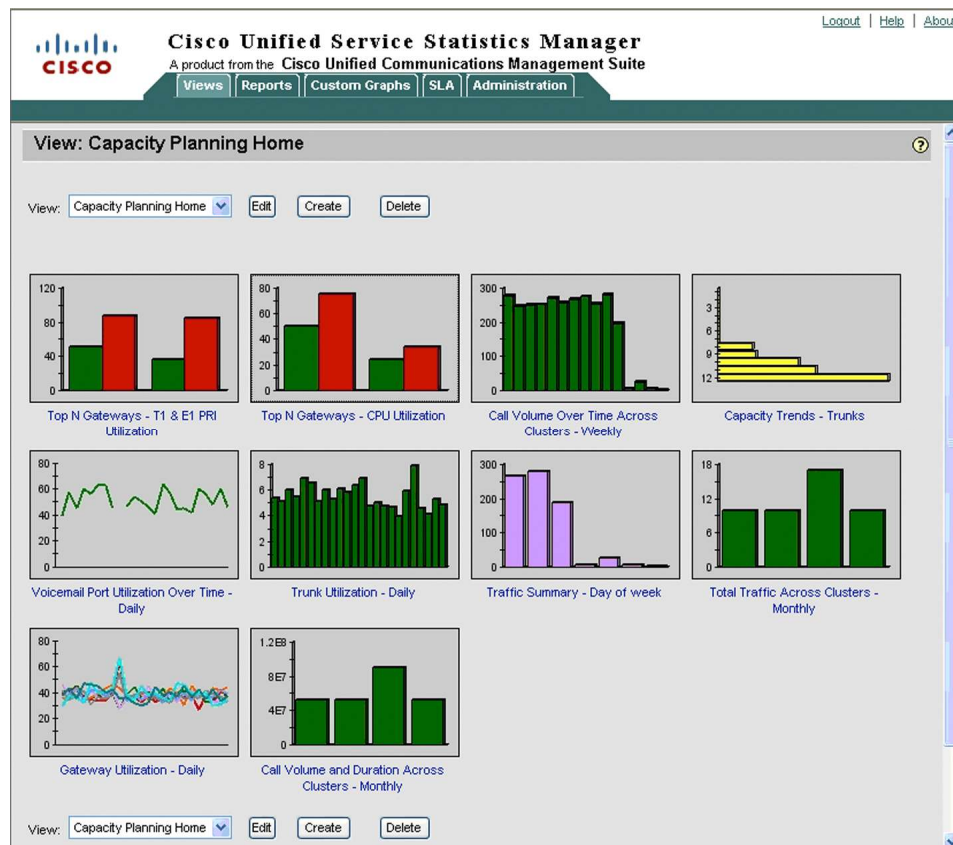 Logout | Help | Abou
CISCO
Cisco Unified Service Statistics Manager
A product from the Cisco Unified Communications Management Suite
Views Reports Custom Graphs SLA Administration
View: Capacity Planning Home
?
View: Capacity Planning Home Edit Create Delete
120
80
40
0
Top N Gateways - T1 & E1 PRI
Utilization
80
60
40
20
0
Top N Gateways - CPU Utilization
300
200
100
0
Call Volume Over Time Across
Clusters - Weekly
3
6
9
12
Capacity Trends - Trunks
80
60
40
20
0
Voicemail Port Utilization Over Time -
Daily
8
6
4
2
0
Trunk Utilization - Daily
300
200
100
0
Traffic Summary - Day of week
18
12
6
0
Total Traffic Across Clusters -
Monthly
80
60
40
20
0
Gateway Utilization - Daily
1.2E8
8E7
4E7
0
Call Volume and Duration Across
Clusters - Monthly
View: Capacity Planning Home Edit Create Delete